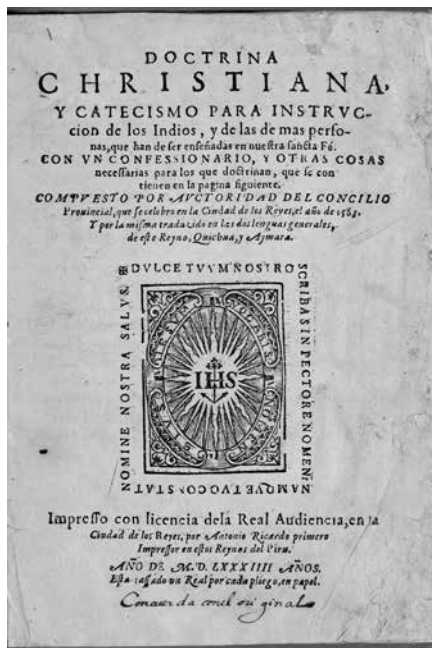 DOCTRINA
CHRISTIANA,
Y CATECISMO PARA INSTRVC-
cion de los Indios, y de las de mas perso-
nas, que han de ser enseñadas en nuestra sancta Fé.
CON VN CONFESSIONARIO, Y OTRAS COSAS
necessarias para los que doctrinan, que se con
tienen en la pagina siguiente.
COMPVESTO POR AVCTORIDAD DEL CONCILIO
Prouincial, que se celebro en la Ciudad de los Reyes, el año de 1583.
Y por la misma traduzido en las dos lenguas generales,
de este Reyno, Quichua, y Aymara.
DVLCE TVVM NOSTRO
SCRIBAS IN PECTORE NOMEN:
NAMQVE TVO CONSTAT
NOMINE NOSTRA SALVS.
IHS
Impresso con licencia dela Real Audiencia, en la
Ciudad de los Reyes, por Antonio Ricardo primero
Impressor en estos Reynos del Piru.
AÑO DE M. D. LXXXIIII AÑOS.
Esta tassado vn Real por cada pliego, en papel.
original